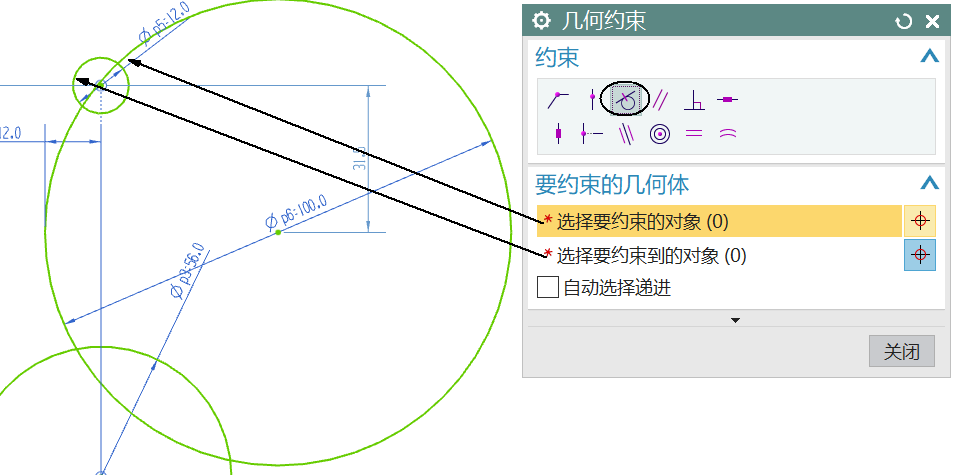 几何约束
约束
要约束的几何体
* 选择要约束的对象 (0)
* 选择要约束到的对象 (0)
自动选择递进
关闭
Ø p5:12.0
12.0
Ø p6:100.0
Ø p3:56.0